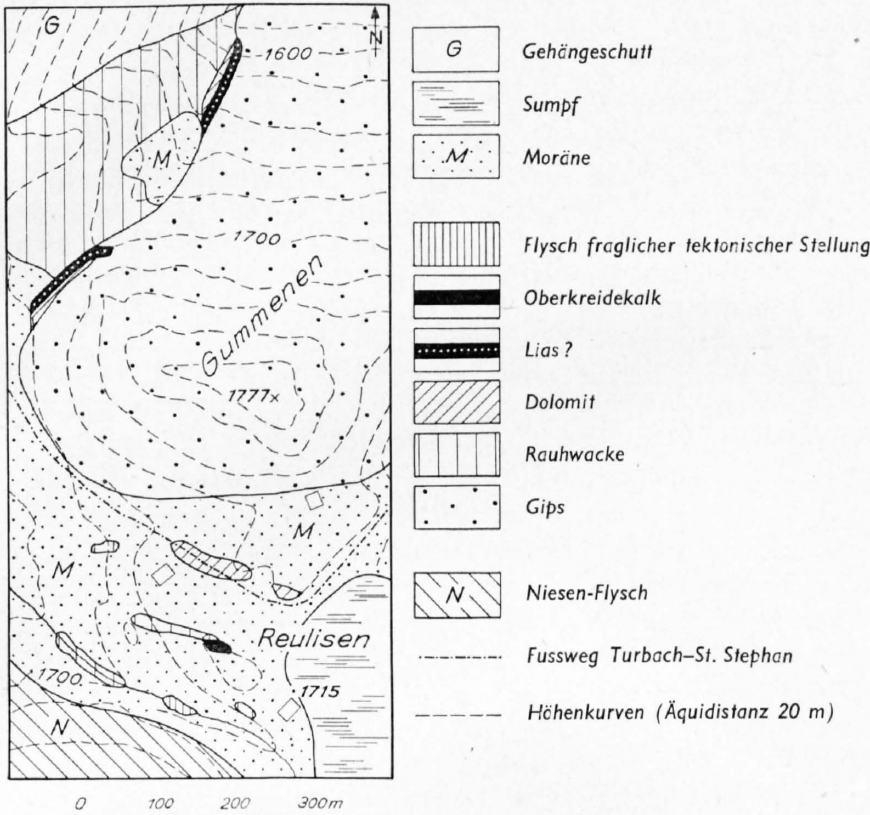 G
N
1600
M
1700
Gummenen
1777×
M
M
Reulisen
1700
1715
N
0 100 200 300m
G Gehängeschutt
Sumpf
M Moräne
Flysch fraglicher tektonischer Stellung
Oberkreidekalk
Lias ?
Dolomit
Rauhwacke
Gips
N Niesen-Flysch
Fussweg Turbach–St. Stephan
Höhenkurven (Äquidistanz 20 m)